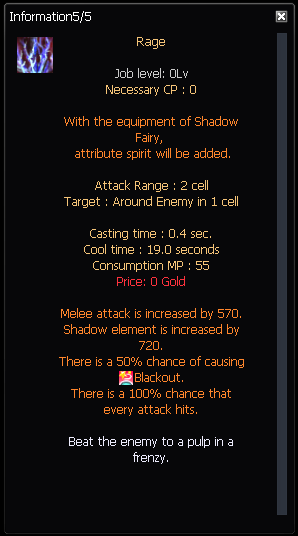 Information5/5
Rage
Job level: 0Lv
Necessary CP : 0
With the equipment of Shadow
Fairy,
attribute spirit will be added.
Attack Range : 2 cell
Target : Around Enemy in 1 cell
Casting time : 0.4 sec.
Cool time : 19.0 seconds
Consumption MP : 55
Price: 0 Gold
Melee attack is increased by 570.
Shadow element is increased by
720.
There is a 50% chance of causing
Blackout.
There is a 100% chance that
every attack hits.
Beat the enemy to a pulp in a
frenzy.